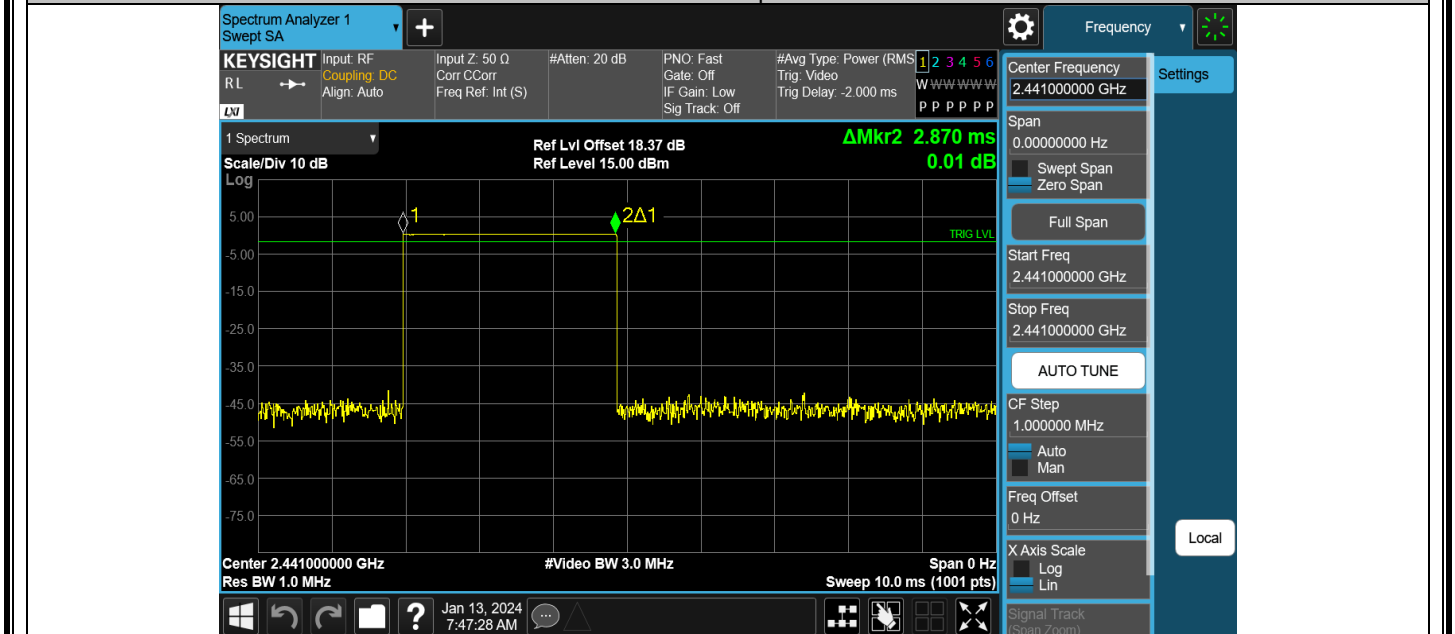 Spectrum Analyzer 1
Swept SA
+
Frequency
KEYSIGHT
RL
LXI
Input: RF
Coupling: DC
Align: Auto
Input Z: 50 Ω
Corr CCorr
Freq Ref: Int (S)
#Atten: 20 dB
PNO: Fast
Gate: Off
IF Gain: Low
Sig Track: Off
#Avg Type: Power (RMS
Trig: Video
Trig Delay: -2.000 ms
1 2 3 4 5 6
W W W W W W
P P P P P P
1 Spectrum
Scale/Div 10 dB
Log
Ref Lvl Offset 18.37 dB
Ref Level 15.00 dBm
ΔMkr2 2.870 ms
0.01 dB
1
2Δ1
TRIG LVL
5.00
-5.00
-15.0
-25.0
-35.0
-45.0
-55.0
-65.0
-75.0
Center 2.441000000 GHz
#Video BW 3.0 MHz
Span 0 Hz
Res BW 1.0 MHz
Sweep 10.0 ms (1001 pts)
?
Jan 13, 2024
7:47:28 AM
Center Frequency
2.441000000 GHz
Span
0.00000000 Hz
Swept Span
Zero Span
Full Span
Start Freq
2.441000000 GHz
Stop Freq
2.441000000 GHz
AUTO TUNE
CF Step
1.000000 MHz
Auto
Man
Freq Offset
0 Hz
X Axis Scale
Log
Lin
Signal Track
(Span Zoom)
Settings
Local